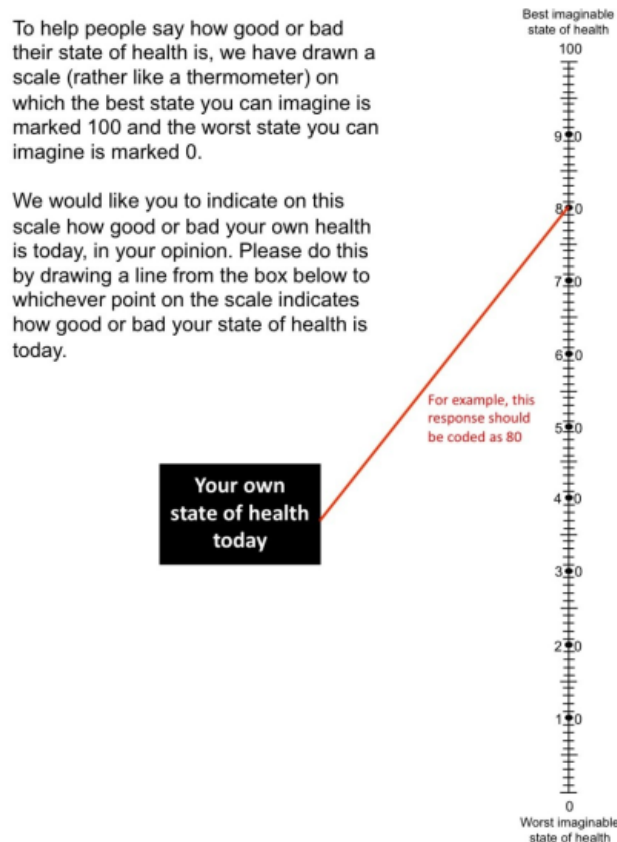 To help people say how good or bad
their state of health is, we have drawn a
scale (rather like a thermometer) on
which the best state you can imagine is
marked 100 and the worst state you can
imagine is marked 0.
We would like you to indicate on this
scale how good or bad your own health
is today, in your opinion. Please do this
by drawing a line from the box below to
whichever point on the scale indicates
how good or bad your state of health is
today.
Your own
state of health
today
For example, this
response should
be coded as 80
Best imaginable
state of health
100
90
80
70
60
50
40
30
20
10
0
Worst imaginable
state of health